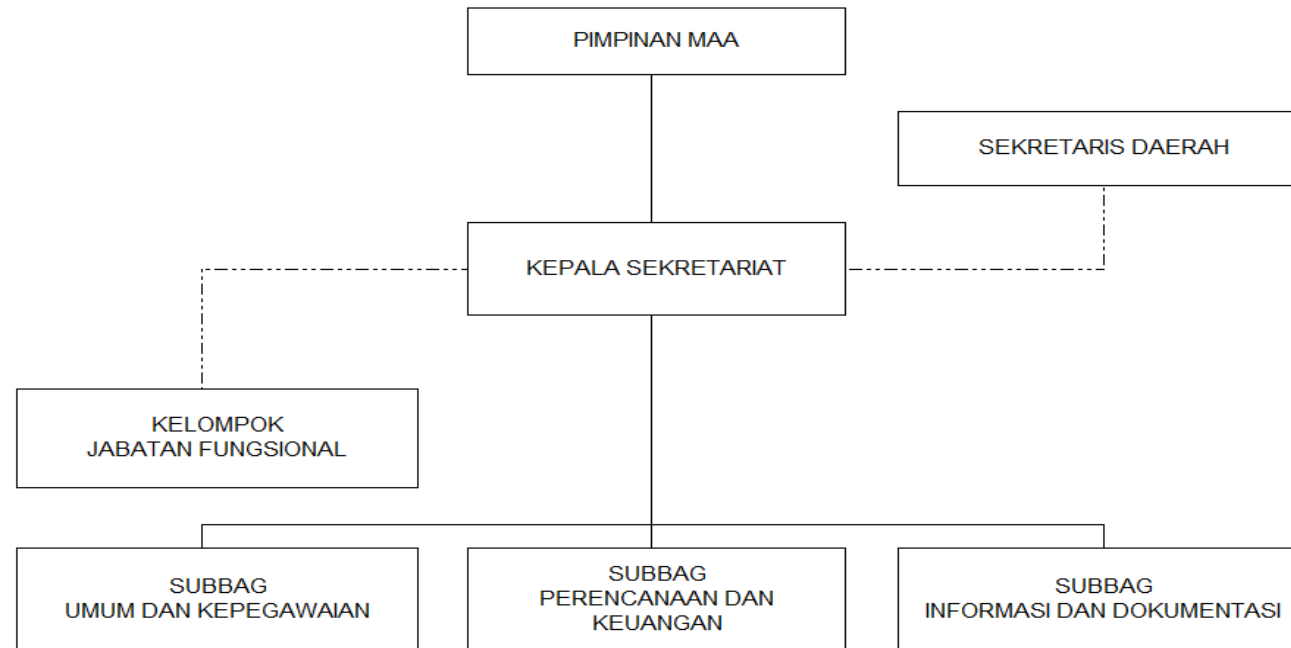 PIMPINAN MAA
SEKRETARIS DAERAH
KEPALA SEKRETARIAT
KELOMPOK
JABATAN FUNGSIONAL
SUBBAG
UMUM DAN KEPEGAWAIAN
SUBBAG
PERENCANAAN DAN
KEUANGAN
SUBBAG
INFORMASI DAN DOKUMENTASI